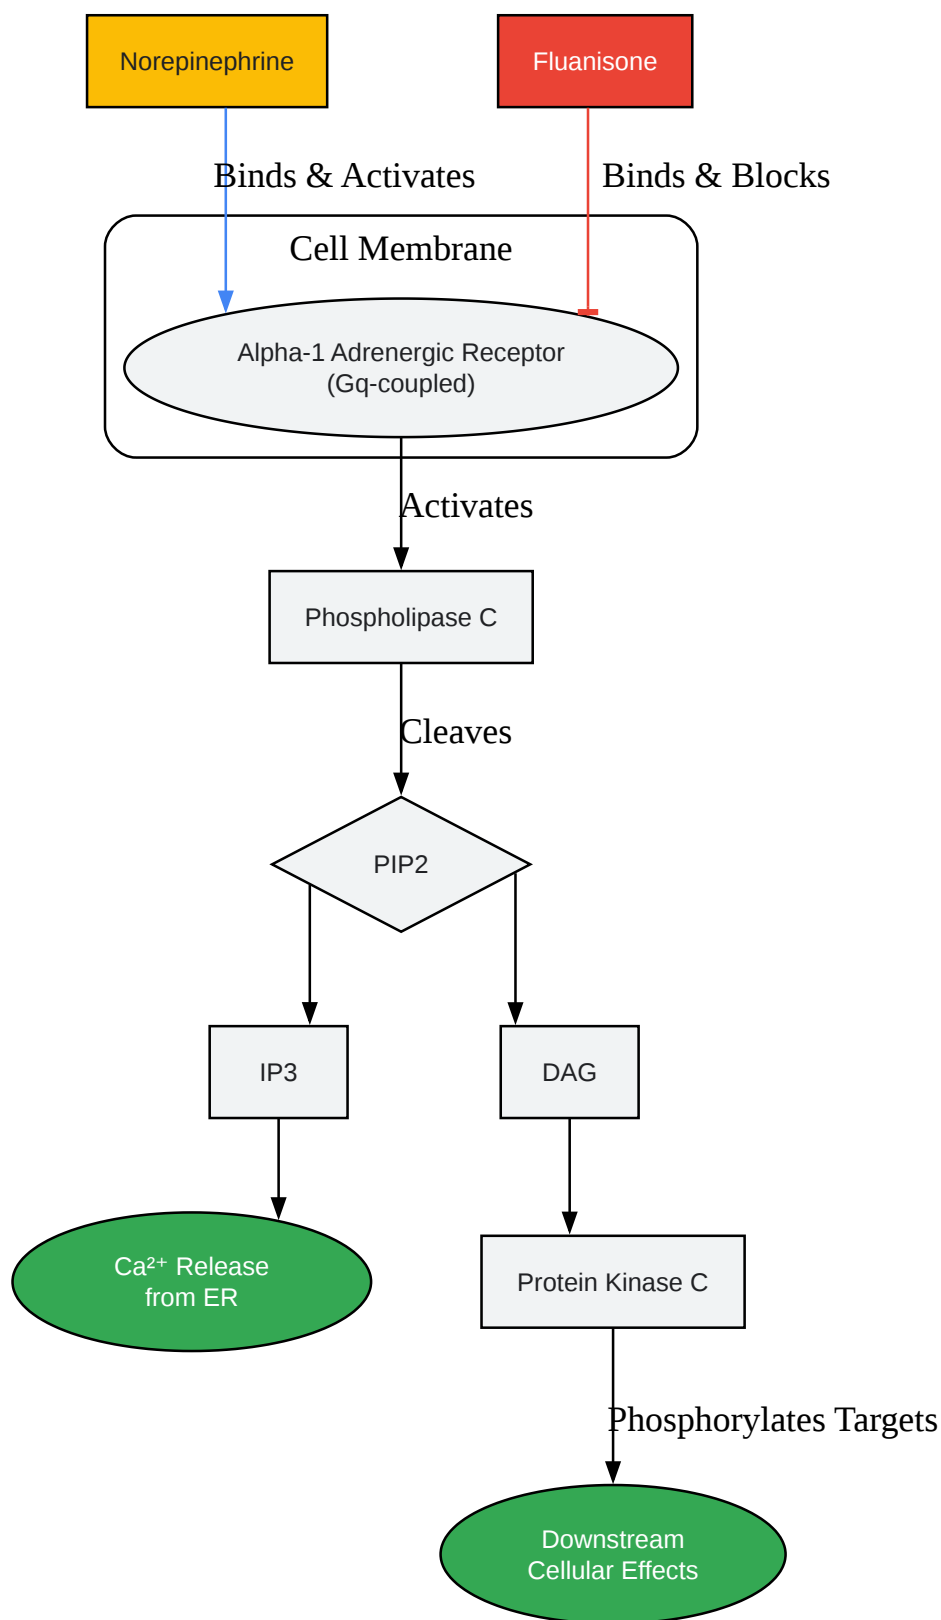 Norepinephrine
Fluanisone
Binds & Activates
Binds & Blocks
Cell Membrane
Alpha-1 Adrenergic Receptor
(Gq-coupled)
Activates
Phospholipase C
Cleaves
PIP2
IP3
DAG
Ca²⁺ Release
from ER
Protein Kinase C
Phosphorylates Targets
Downstream
Cellular Effects